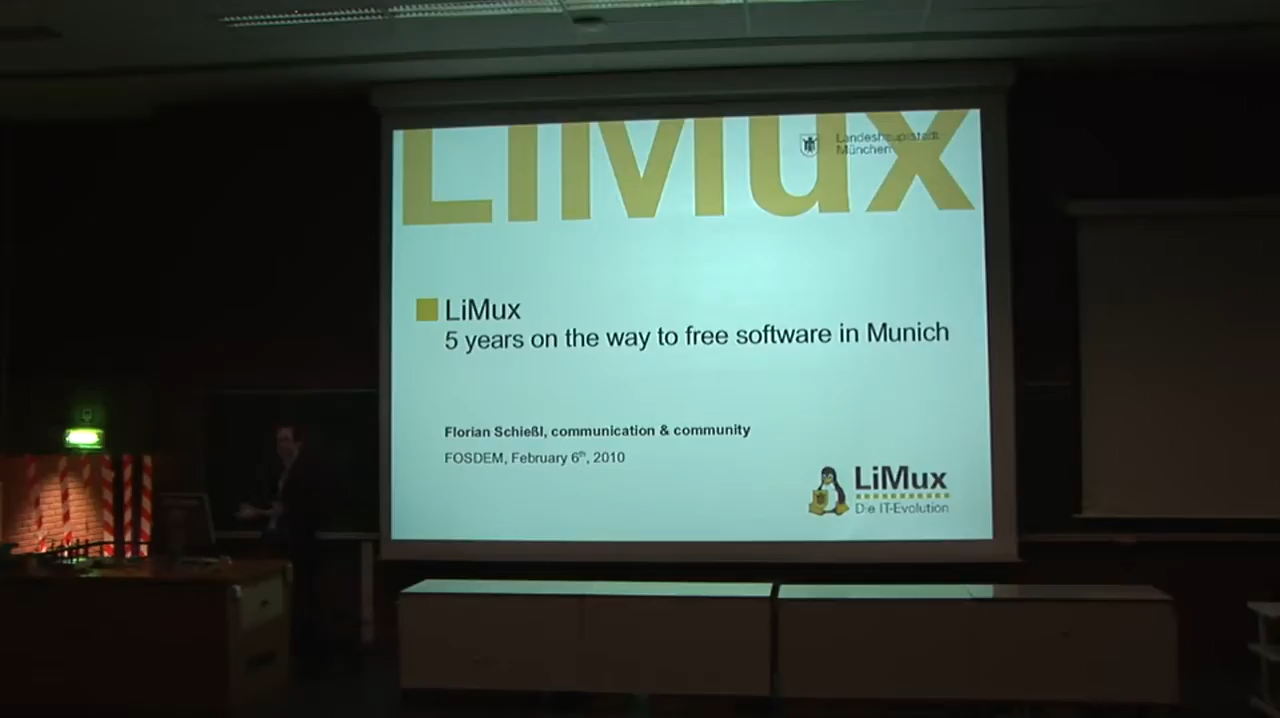 LiMux
Landeshauptstadt
München
LiMux
5 years on the way to free software in Munich
Florian Schießl, communication & community
FOSDEM, February 6th, 2010
LiMux
Die IT-Evolution